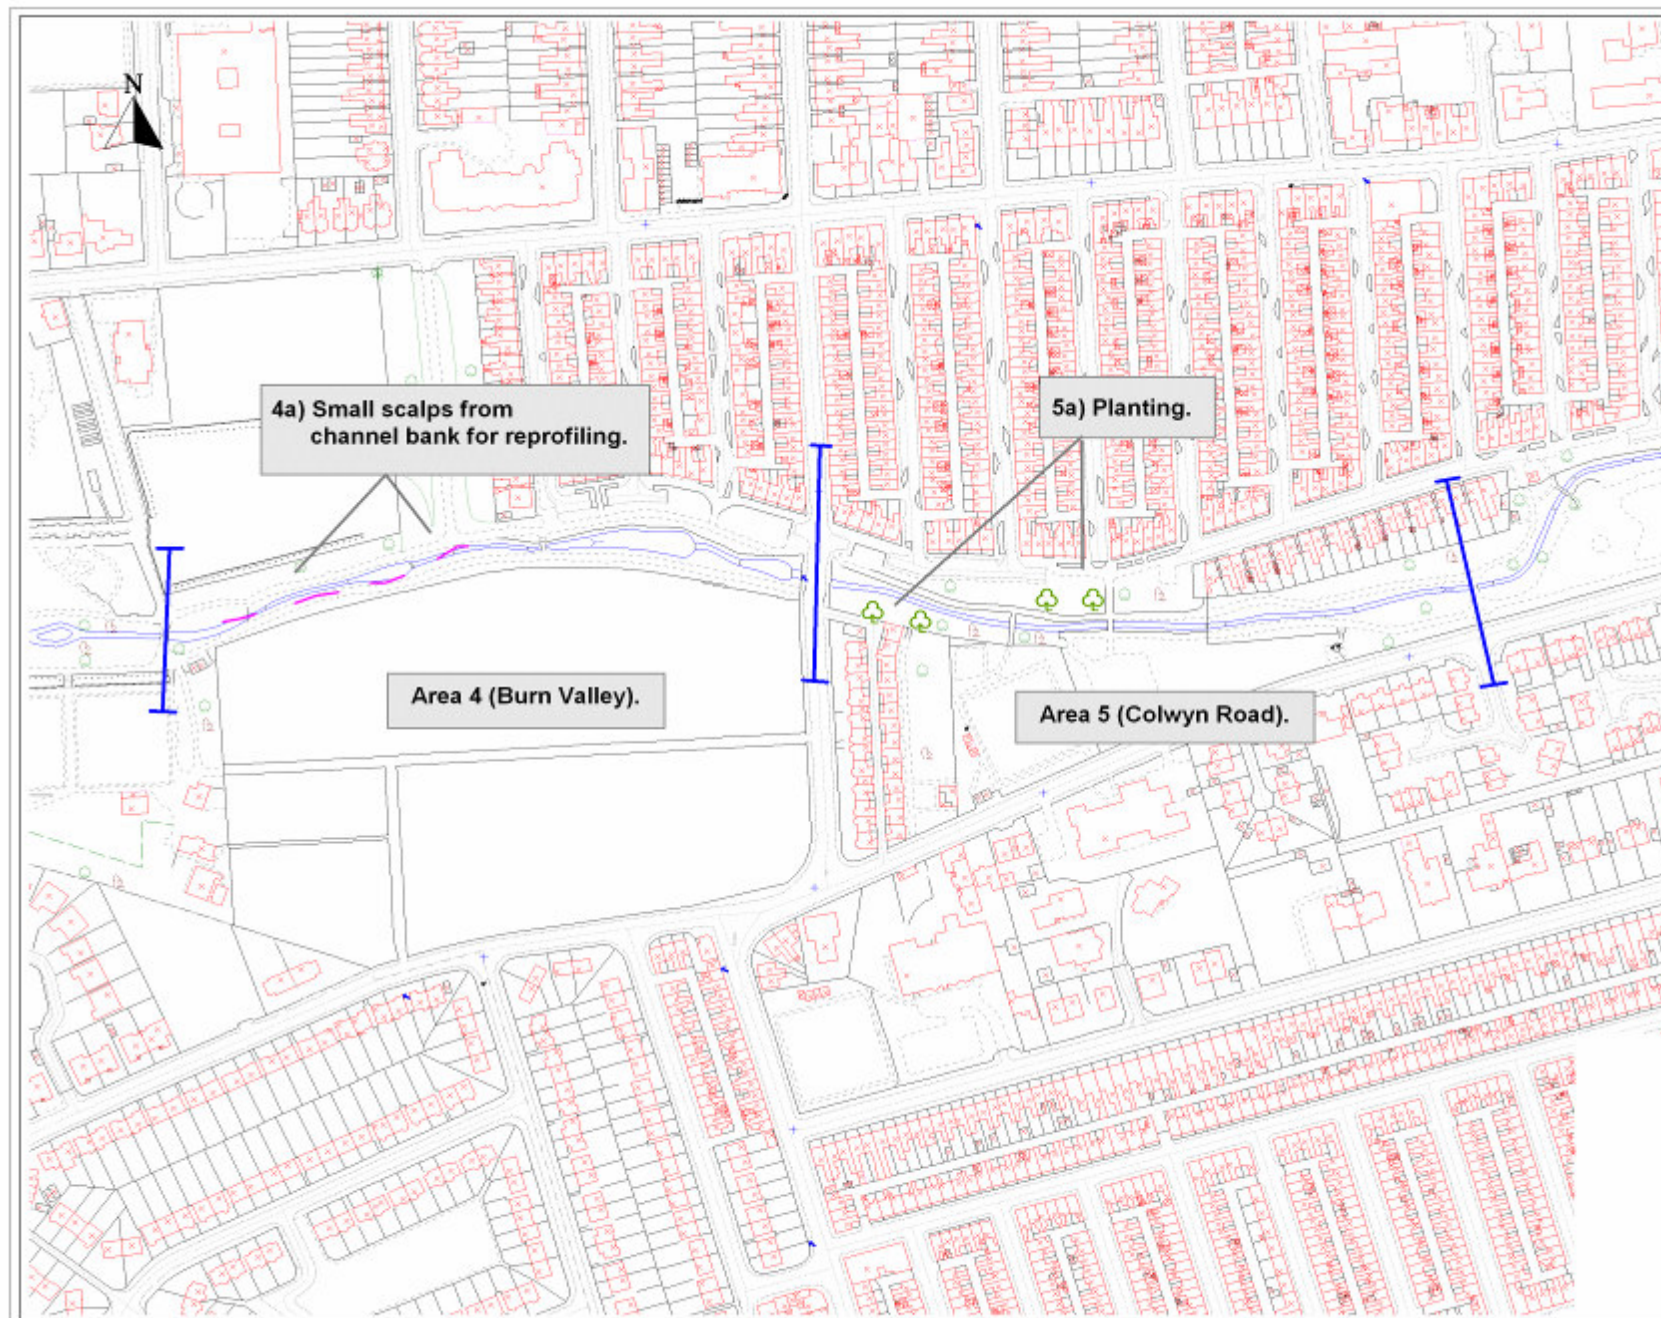 N
4a) Small scalps from
channel bank for reprofiling.
5a) Planting.
Area 4 (Burn Valley).
Area 5 (Colwyn Road).